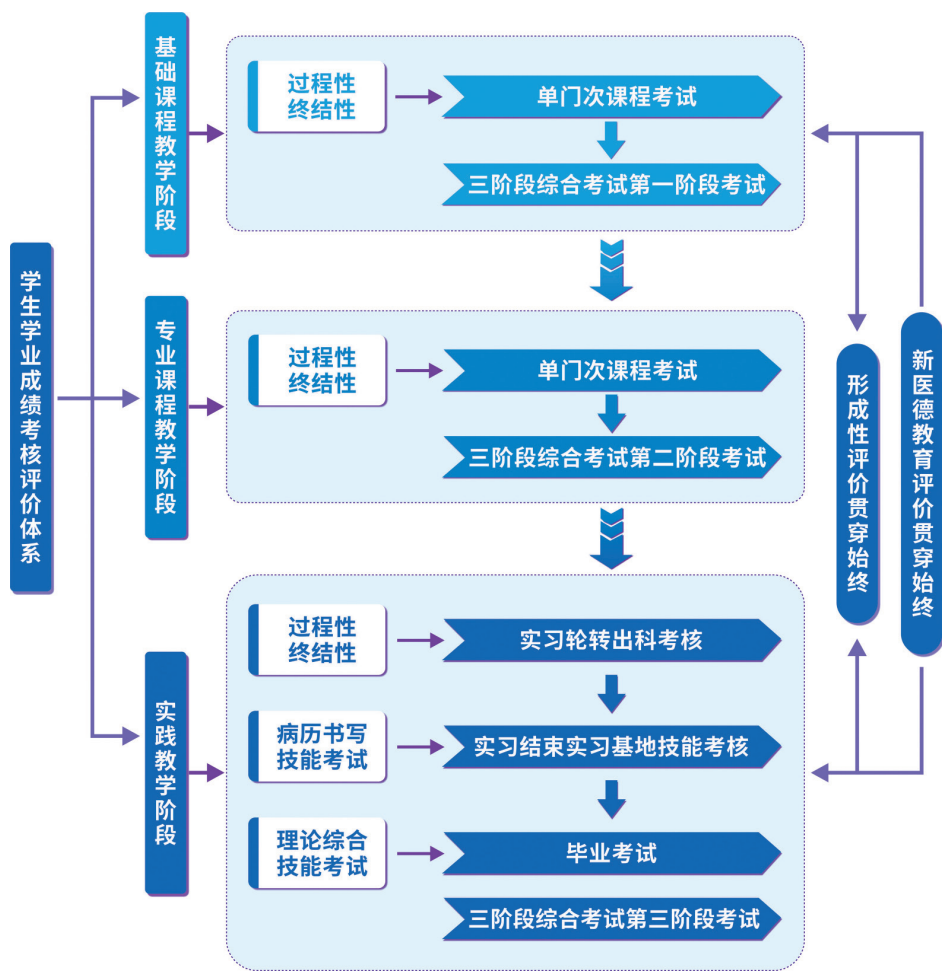 学生学业成绩考核评价体系
基础课程教学阶段
过程性
终结性
单门次课程考试
三阶段综合考试第一阶段考试
专业课程教学阶段
过程性
终结性
单门次课程考试
三阶段综合考试第二阶段考试
实践教学阶段
过程性
终结性
实习轮转出科考核
病历书写
技能考试
实习结束实习基地技能考核
理论综合
技能考试
毕业考试
三阶段综合考试第三阶段考试
形成性评价贯穿始终
新医德教育评价贯穿始终